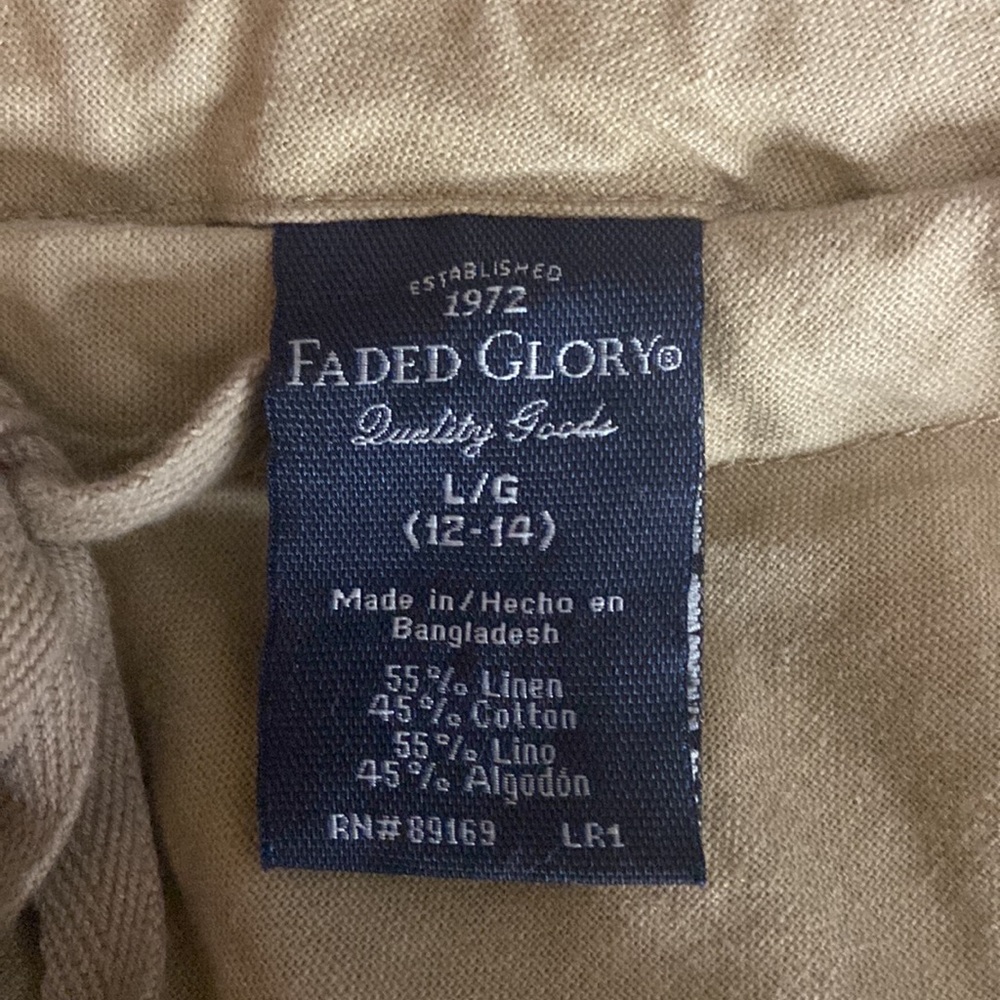 ESTABLISHED
1972
FADED GLORY®
Quality Goods
L/G
(12-14)
Made in/Hecho en
Bangladesh
55% Linen
45% Cotton
55% Lino
45% Algodón
RN# 89169 LR1